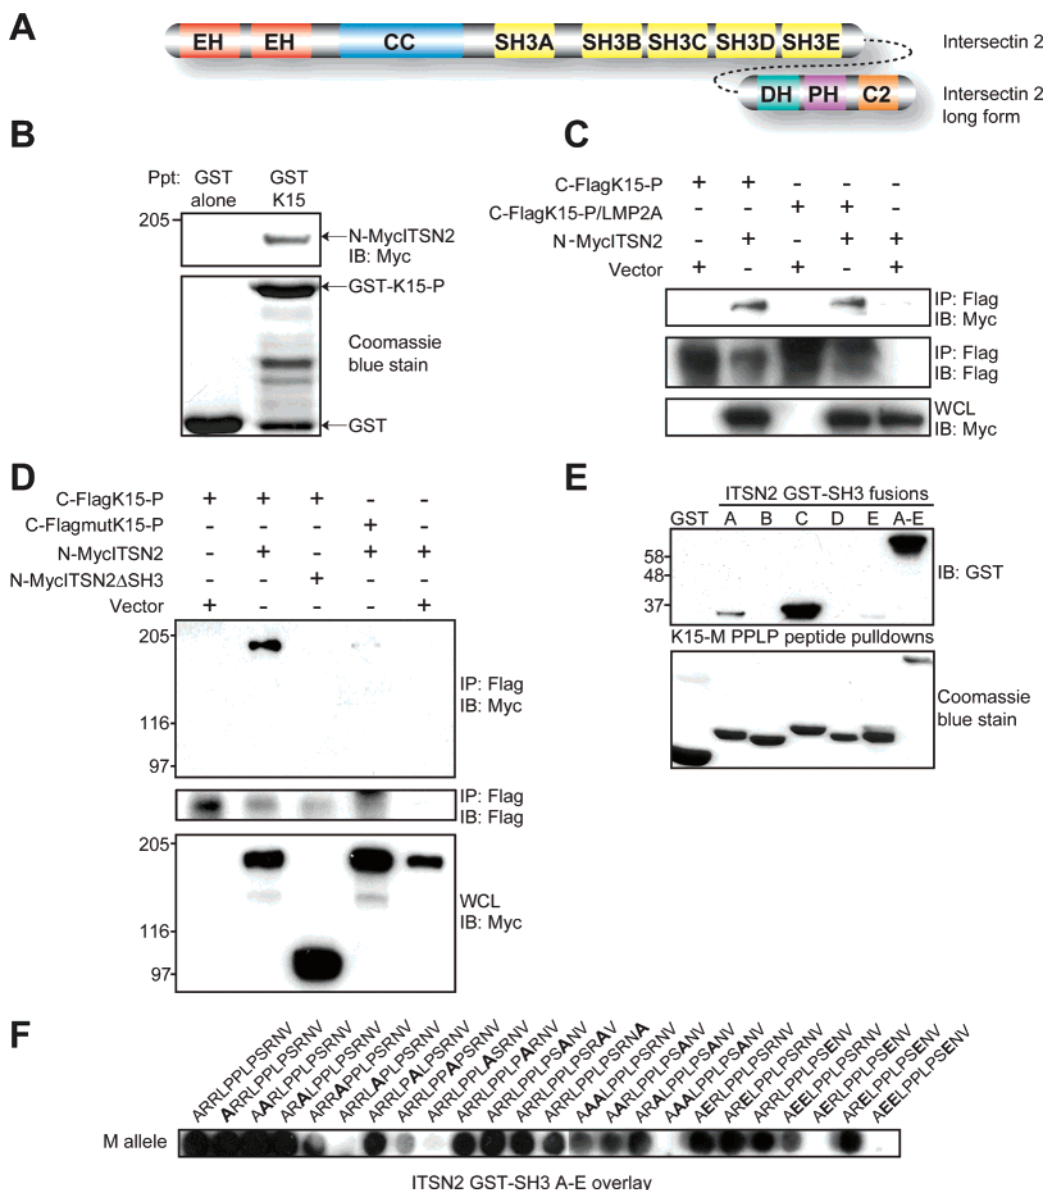 A
EH EH CC SH3A SH3B SH3C SH3D SH3E
Intersectin 2
DH PH C2
Intersectin 2
long form
B
Ppt: GST alone GST K15
205
N-MycITSN2
IB: Myc
GST-K15-P
Coomassie
blue stain
GST
C
C-FlagK15-P + + - - -
C-FlagK15-P/LMP2A - - + + -
N-MycITSN2 - + - + +
Vector + - + - +
IP: Flag
IB: Myc
IP: Flag
IB: Flag
WCL
IB: Myc
D
C-FlagK15-P + + + - -
C-FlagmutK15-P - - - + -
N-MycITSN2 - + - + +
N-MycITSN2ΔSH3 - - + - -
Vector + - - - +
205
116
97
IP: Flag
IB: Myc
IP: Flag
IB: Flag
205
116
97
WCL
IB: Myc
E
ITSN2 GST-SH3 fusions
GST A B C D E A-E
58
48
37
IB: GST
K15-M PPLP peptide pulldowns
Coomassie
blue stain
F
ARRLPPLPSRNV
ARRLPPLPSRNV
AARLPPLPSRNV
ARALPPLPSRNV
ARRAPPLPSRNV
ARRLAPLPSRNV
ARRLPALPSRNV
ARRLPPAPSRNV
ARRLPPLASRNV
ARRLPPLPARNV
ARRLPPLPSANV
ARRLPPLPSRAV
ARRLPPLPSRNA
AAALPPLPSRNV
AARLPPLPSANV
ARALPPLPSANV
AAALPPLPSANV
AERLPPLPSRNV
ARELPPLPSRNV
ARRLPPLPSENV
AEELPPLPSRNV
AERLPPLPSENV
ARELPPLPSENV
AEELPPLPSENV
M allele
ITSN2 GST-SH3 A-E overlay